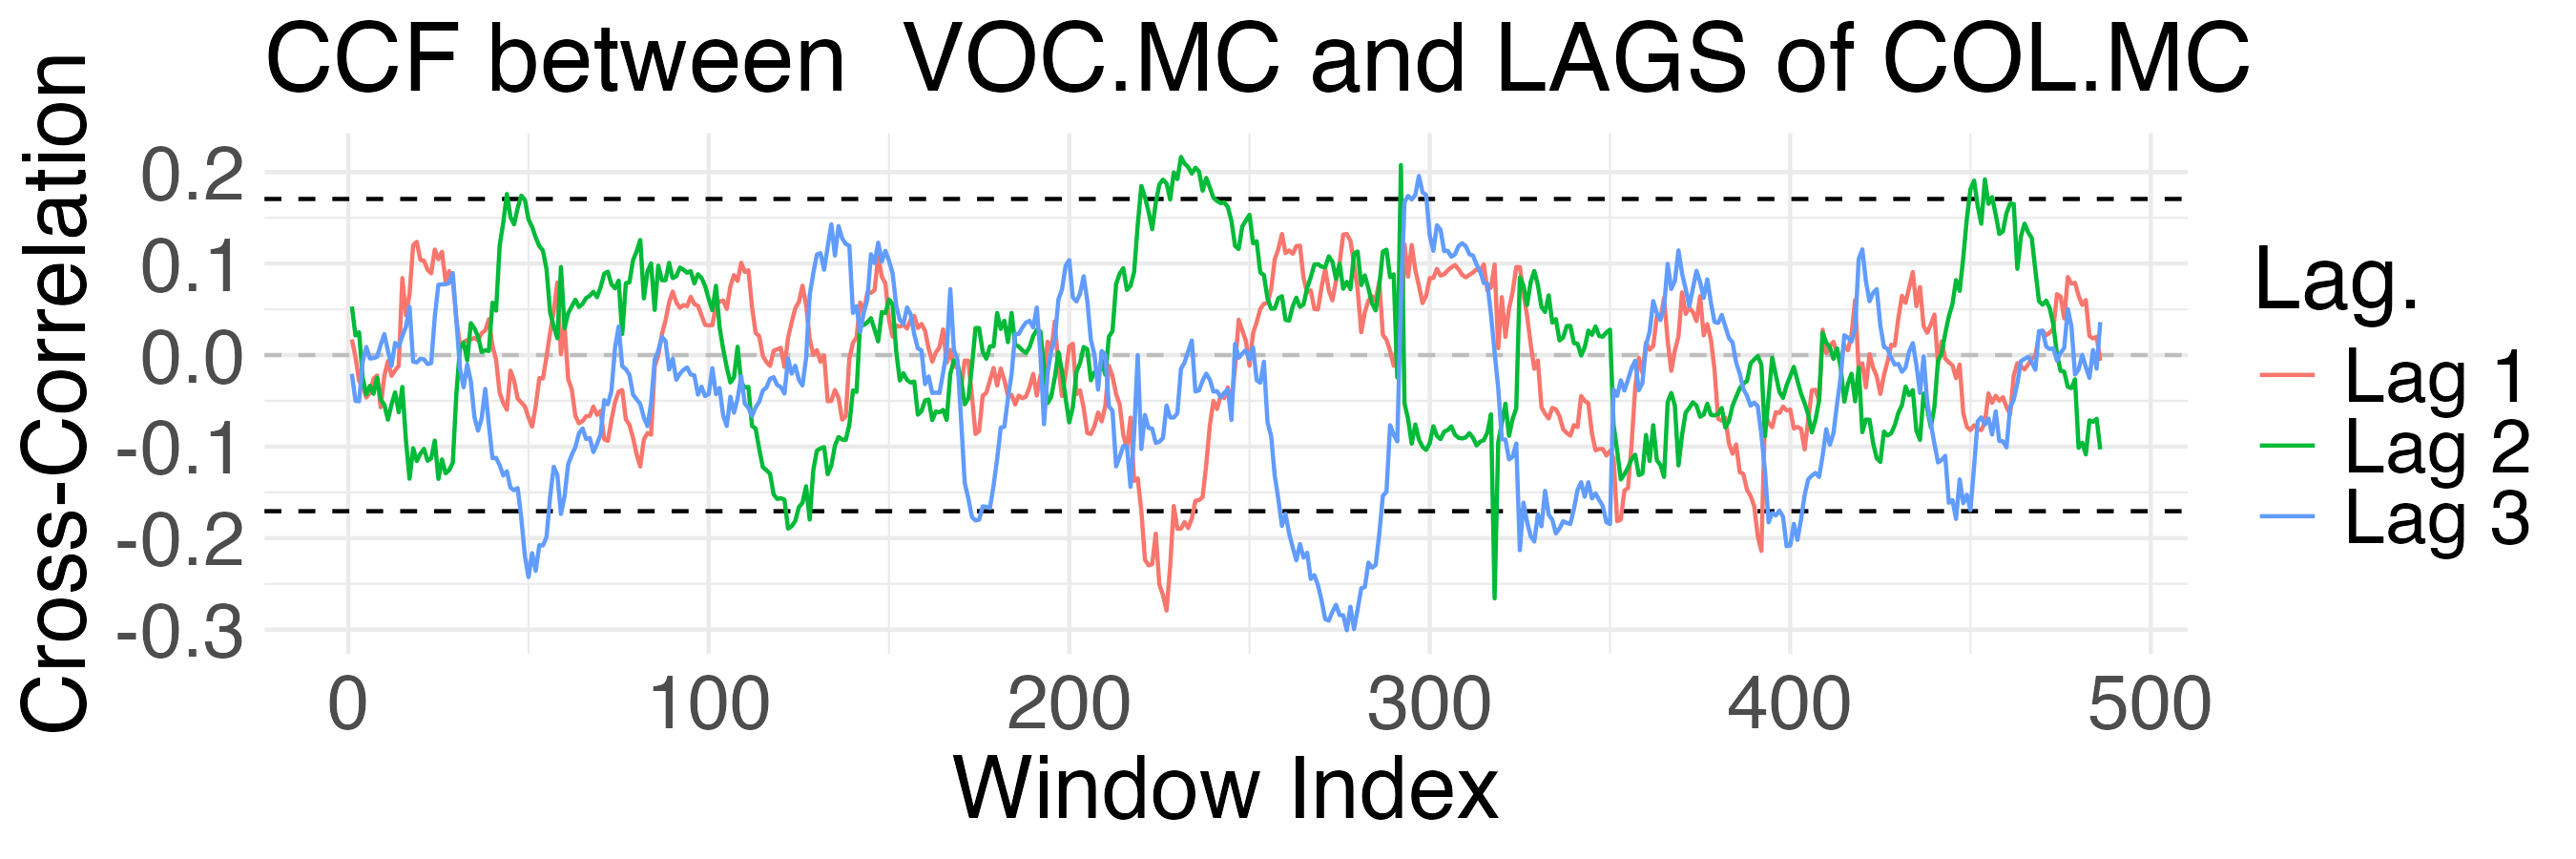 CCF between  VOC.MC and LAGS of COL.MC
Cross-Correlation
0.2
0.1
0.0
-0.1
-0.2
-0.3
0 100 200 300 400 500
Window Index
Lag.
Lag 1
Lag 2
Lag 3